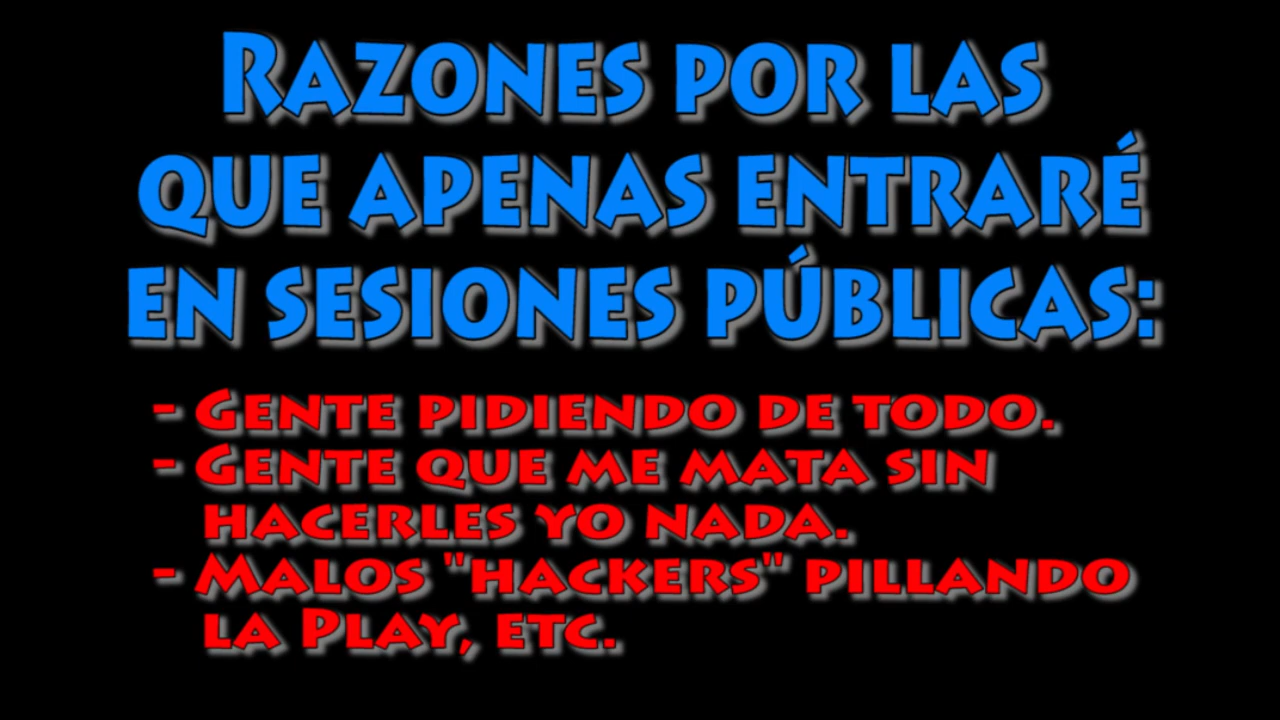 Razones por las
que apenas entraré
en sesiones públicas:
- Gente pidiendo de todo.
- Gente que me mata sin
hacerles yo nada.
- Malos "hackers" pillando
la Play, etc.